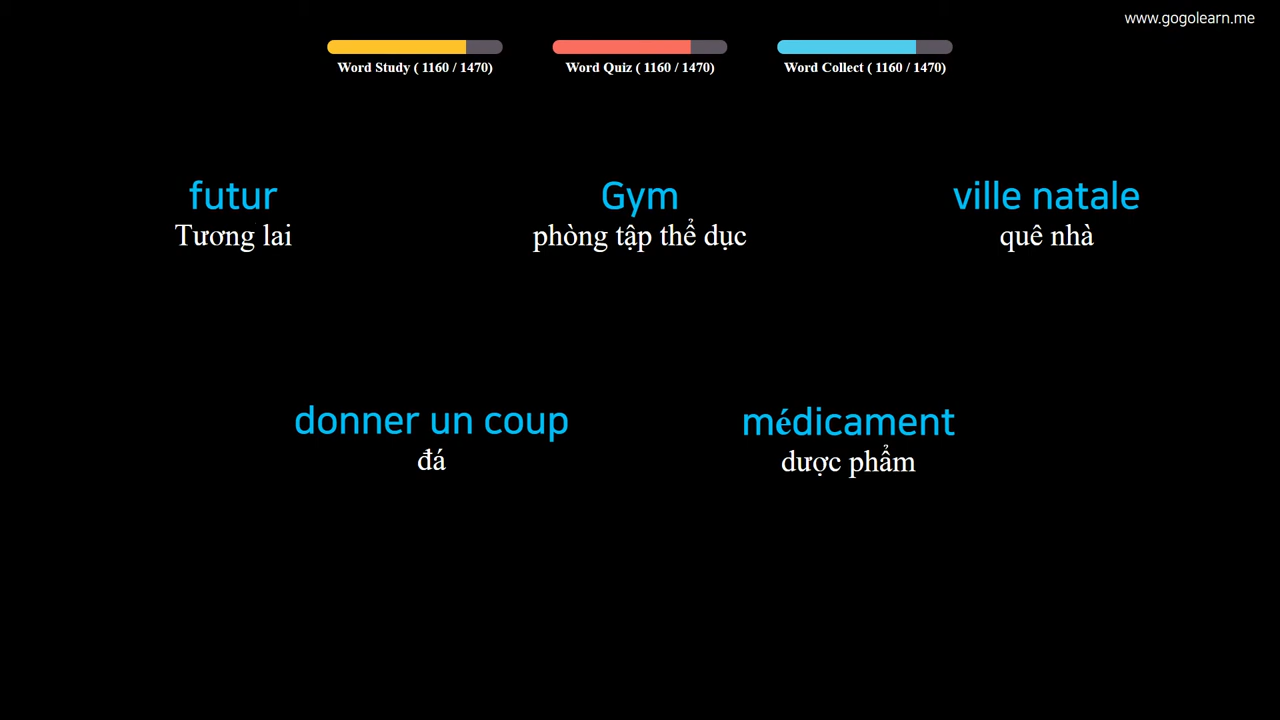 www.gogolearn.me
Word Study ( 1160 / 1470)
Word Quiz ( 1160 / 1470)
Word Collect ( 1160 / 1470)
futur
Tương lai
Gym
phòng tập thể dục
ville natale
quê nhà
donner un coup
đá
médicament
dược phẩm